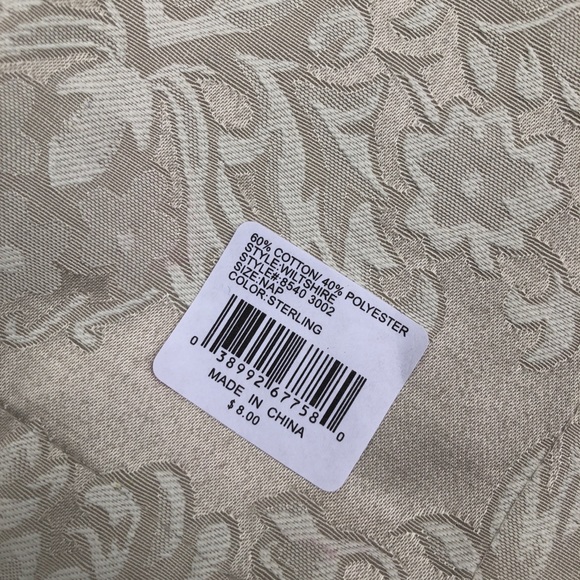 60% COTTON/ 40% POLYESTER
STYLE:WILTSHIRE
STYLE#:8540 3002
SIZE:NAP
COLOR:STERLING
0 38992 67758 0
MADE IN CHINA
$8.00